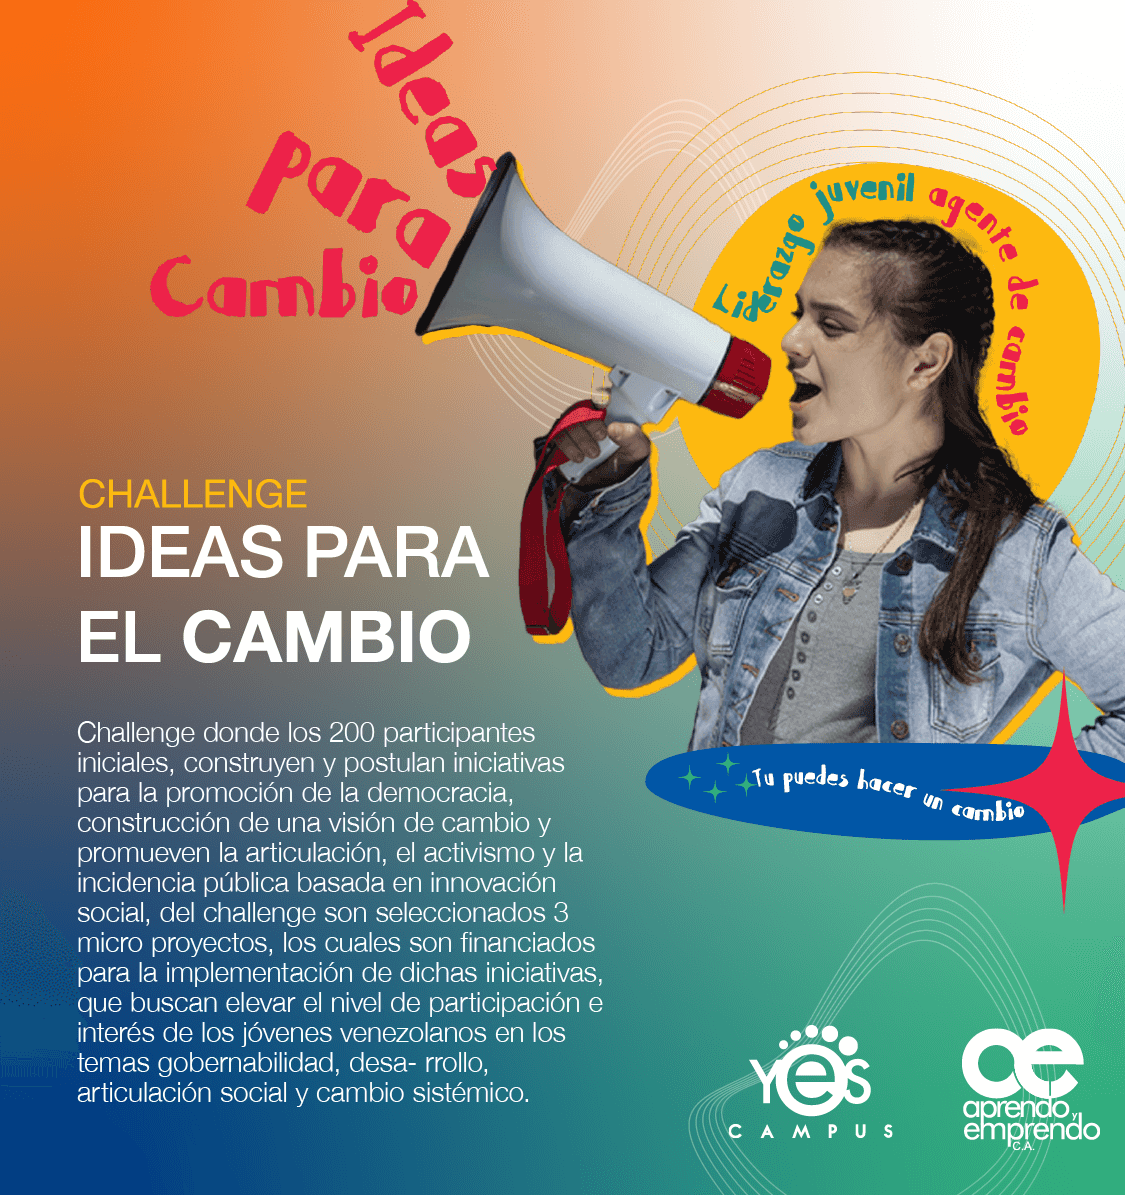 Ideas
para
Cambio
Liderazgo juvenil agente de cambio
CHALLENGE
IDEAS PARA
EL CAMBIO
Challenge donde los 200 participantes
iniciales, construyen y postulan iniciativas
para la promoción de la democracia,
construcción de una visión de cambio y
promueven la articulación, el activismo y la
incidencia pública basada en innovación
social, del challenge son seleccionados 3
micro proyectos, los cuales son financiados
para la implementación de dichas iniciativas,
que buscan elevar el nivel de participación e
interés de los jóvenes venezolanos en los
temas gobernabilidad, desa- rrollo,
articulación social y cambio sistémico.
Tu puedes hacer un cambio
YeS
CAMPUS
ae
aprendo y
emprendo
C.A.